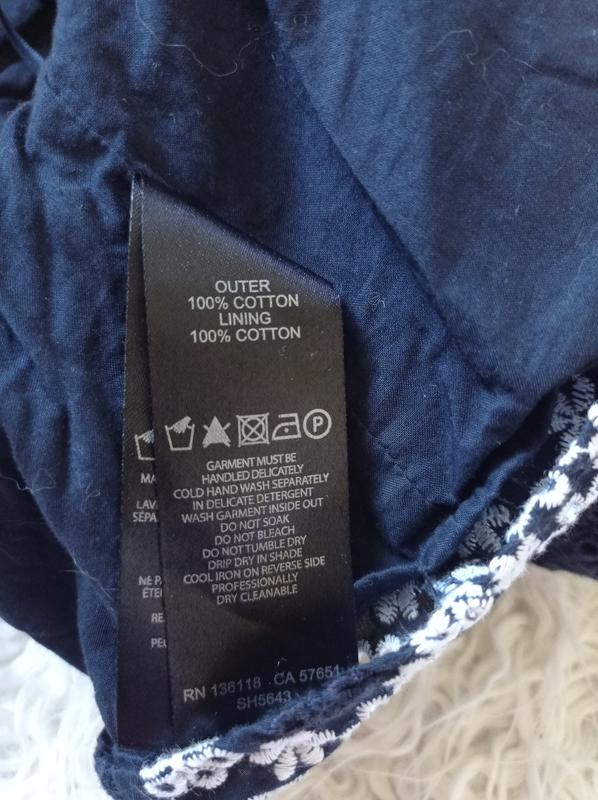 OUTER
100% COTTON
LINING
100% COTTON
P
GARMENT MUST BE
HANDLED DELICATELY
COLD HAND WASH SEPARATELY
IN DELICATE DETERGENT
WASH GARMENT INSIDE OUT
DO NOT SOAK
DO NOT BLEACH
DO NOT TUMBLE DRY
DRIP DRY IN SHADE
COOL IRON ON REVERSE SIDE
PROFESSIONALLY
DRY CLEANABLE
RN 136118 CA 57651
SH5643